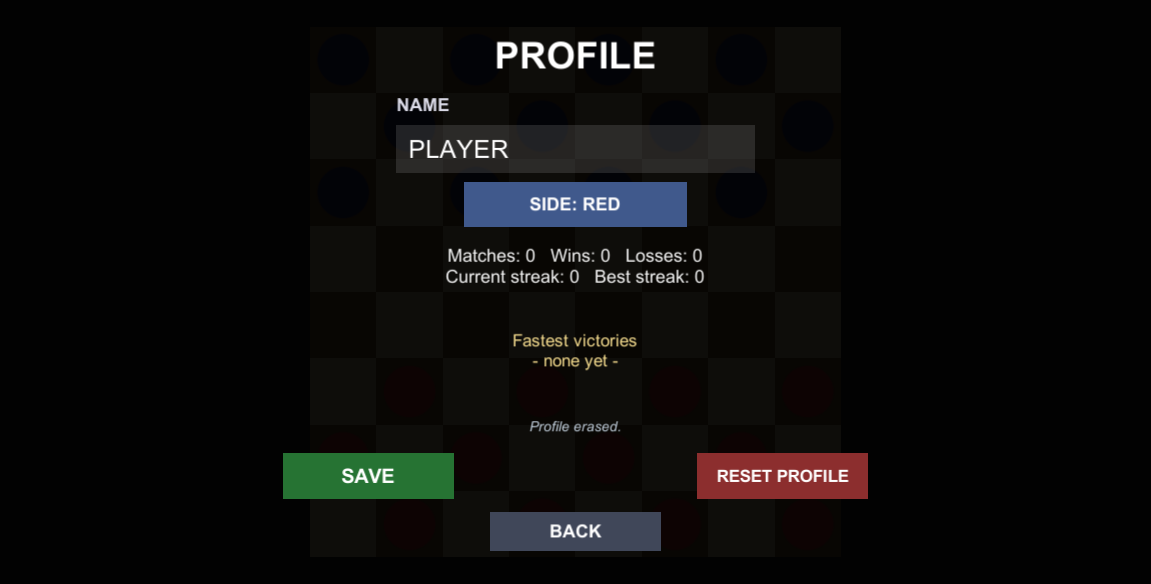 PROFILE
NAME
PLAYER
SIDE: RED
Matches: 0 Wins: 0 Losses: 0
Current streak: 0 Best streak: 0
Fastest victories
- none yet -
Profile erased.
SAVE
RESET PROFILE
BACK